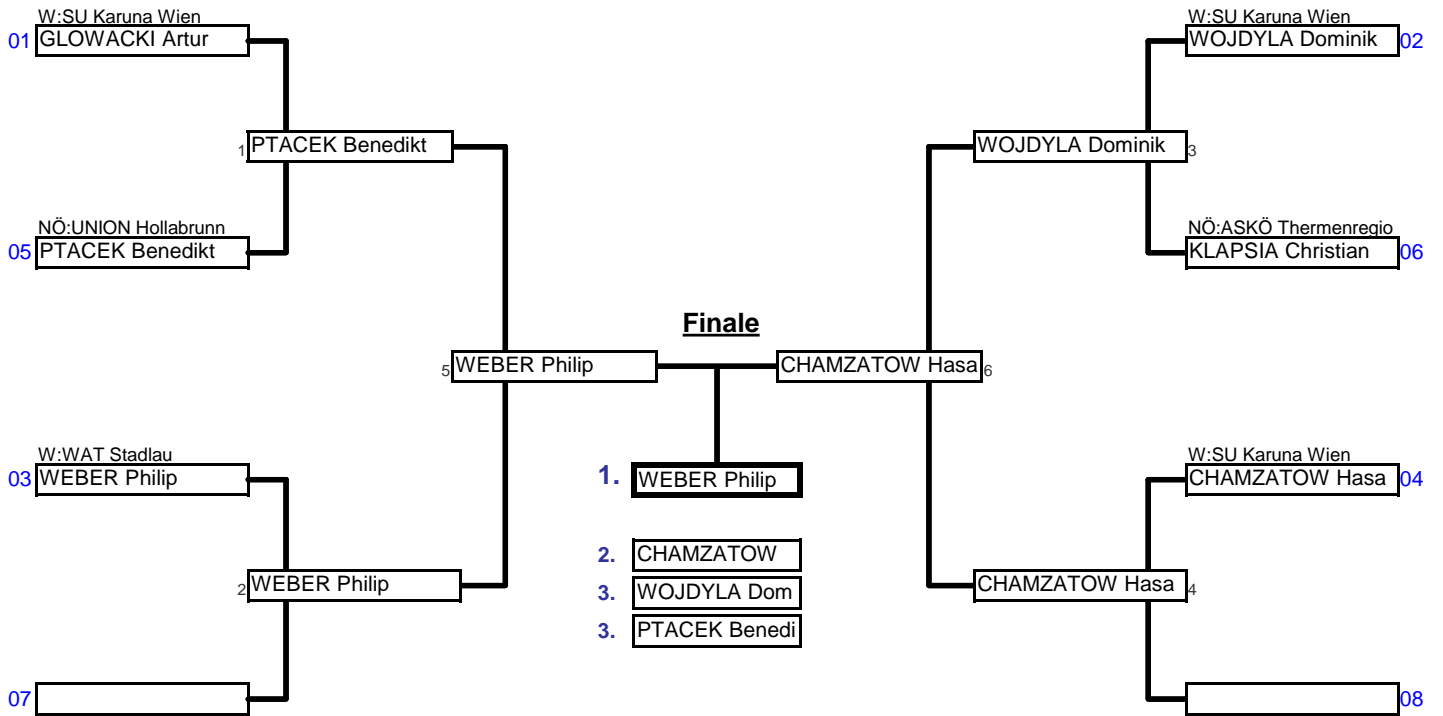 W:SU Karuna Wien
01 GLOWACKI Artur
W:SU Karuna Wien
WOJDYLA Dominik 02
1 PTACEK Benedikt
WOJDYLA Dominik 3
NÖ:UNION Hollabrunn
05 PTACEK Benedikt
NÖ:ASKÖ Thermenregio
KLAPSIA Christian 06
Finale
5 WEBER Philip
CHAMZATOW Hasa 6
W:WAT Stadlau
03 WEBER Philip
1. WEBER Philip
W:SU Karuna Wien
CHAMZATOW Hasa 04
2. CHAMZATOW
3. WOJDYLA Dom
3. PTACEK Benedi
2 WEBER Philip
CHAMZATOW Hasa 4
07
08